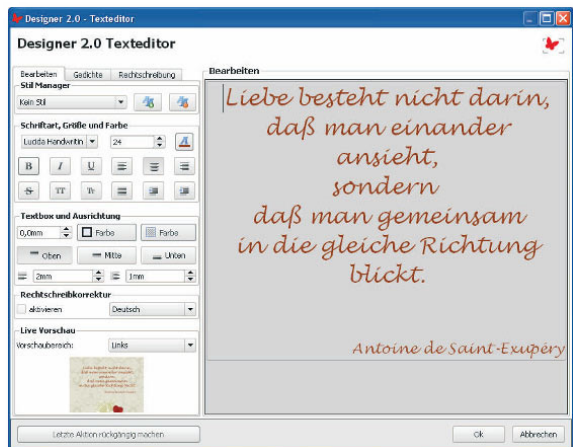 Designer 2.0 - Texteditor
Designer 2.0 Texteditor
Bearbeiten Gedichte Rechtschreibung
Stil Manager
Kein Stil
Schriftart, Größe und Farbe
Lucida Handwritin 24
B I U
S TT Tr
Textbox und Ausrichtung
0,0mm Farbe Farbe
Oben Mitte Unten
2mm 1mm
Rechtschreibkorrektur
aktivieren Deutsch
Live Vorschau
Vorschaubereich: Links
Letzte Aktion rückgängig machen
Bearbeiten
Liebe besteht nicht darin,
daß man einander
ansieht,
sondern
daß man gemeinsam
in die gleiche Richtung
blickt.
Antoine de Saint-Exupéry
Ok Abbrechen